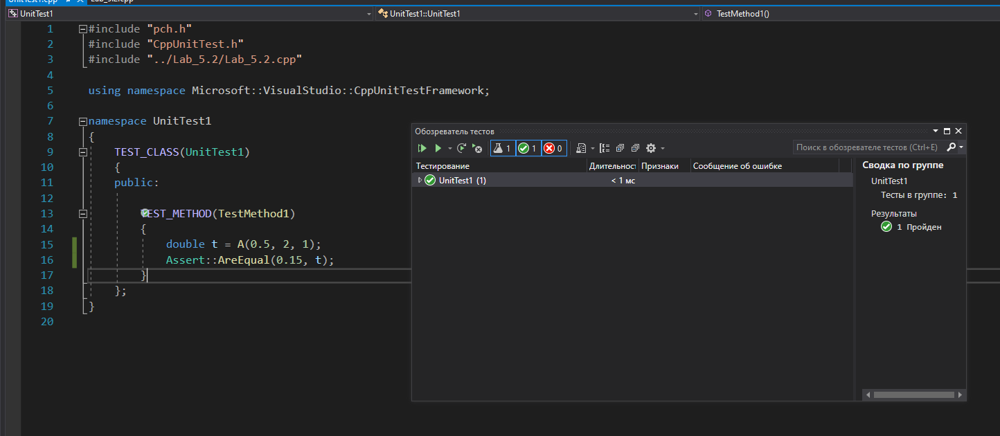 UnitTest1.cpp
Lab_5.2.cpp
UnitTest1
UnitTest1::UnitTest1
TestMethod1()
1 #include "pch.h"
2 #include "CppUnitTest.h"
3 #include "../Lab_5.2/Lab_5.2.cpp"
4
5 using namespace Microsoft::VisualStudio::CppUnitTestFramework;
6
7 namespace UnitTest1
8 {
9 TEST_CLASS(UnitTest1)
10 {
11 public:
12
13 TEST_METHOD(TestMethod1)
14 {
15 double t = A(0.5, 2, 1);
16 Assert::AreEqual(0.15, t);
17 }
18 };
19 }
20
Обозреватель тестов
1 1 0
Поиск в обозревателе тестов (Ctrl+E)
Тестирование Длительност Признаки Сообщение об ошибке
UnitTest1 (1) < 1 мс
Сводка по группе
UnitTest1
Тесты в группе: 1
Результаты
1 Пройден